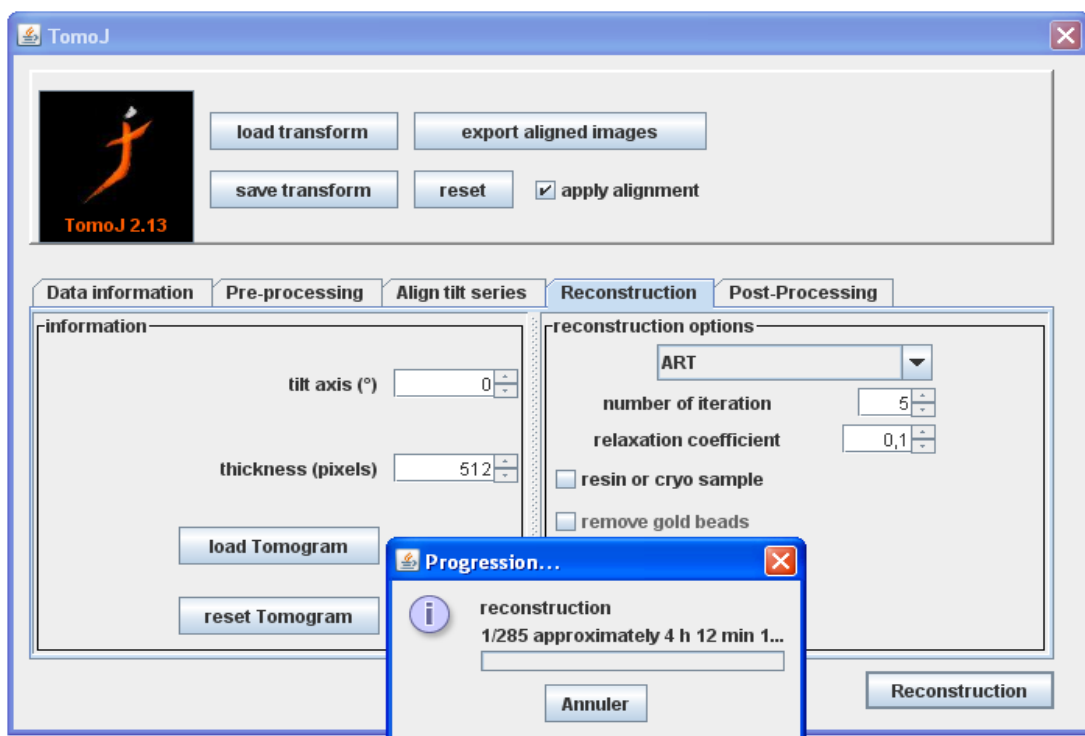 TomoJ
load transform
export aligned images
save transform
reset
apply alignment
TomoJ 2.13
Data information
Pre-processing
Align tilt series
Reconstruction
Post-Processing
information
tilt axis (°)
0
thickness (pixels)
512
load Tomogram
reset Tomogram
reconstruction options
ART
number of iteration
5
relaxation coefficient
0,1
resin or cryo sample
remove gold beads
Progression...
reconstruction
1/285 approximately 4 h 12 min 1...
Annuler
Reconstruction